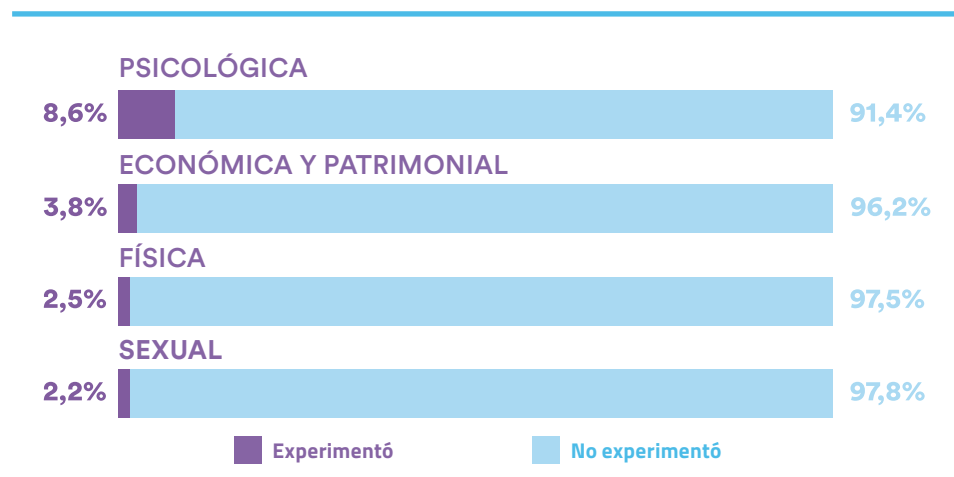 PSICOLÓGICA
8,6% 91,4%
ECONÓMICA Y PATRIMONIAL
3,8% 96,2%
FÍSICA
2,5% 97,5%
SEXUAL
2,2% 97,8%
Experimentó No experimentó